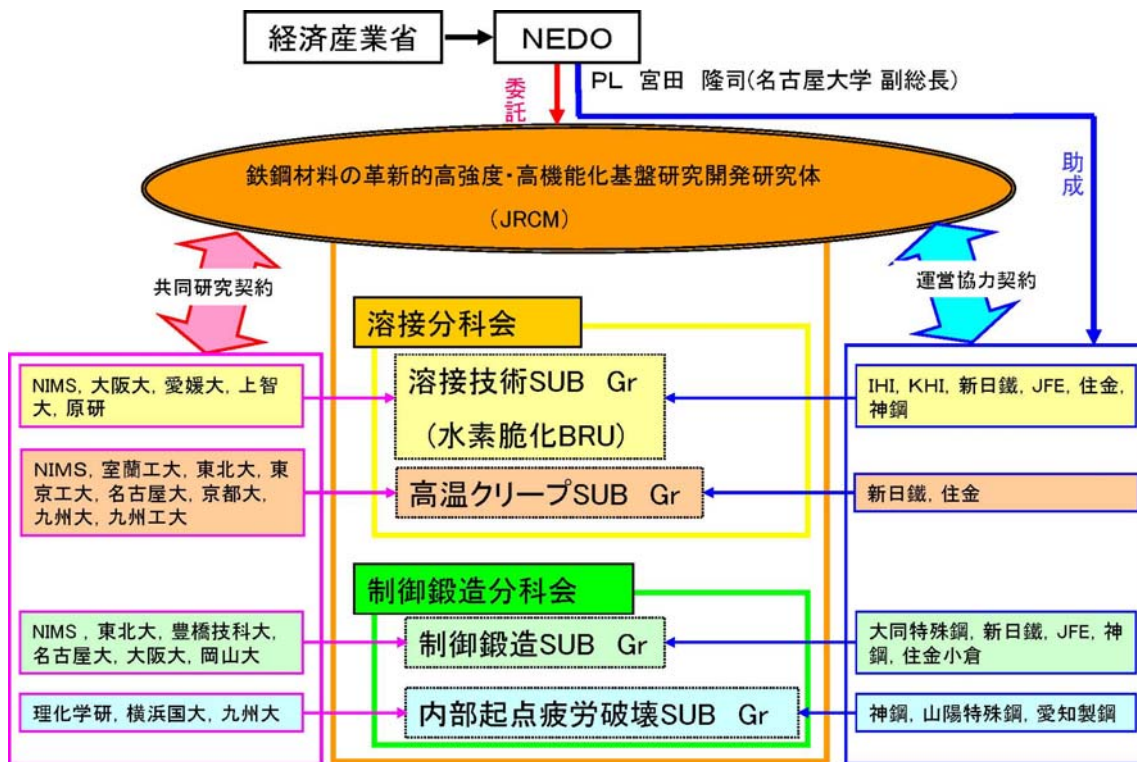 経済産業省
NEDO
PL 宮田 隆司(名古屋大学 副総長)
委託
助成
鉄鋼材料の革新的高強度・高機能化基盤研究開発研究体
(JRCM)
共同研究契約
運営協力契約
溶接分科会
NIMS, 大阪大, 愛媛大, 上智
大, 原研
溶接技術SUB Gr
(水素脆化BRU)
IHI, KHI, 新日鐵, JFE, 住金,
神鋼
NIMS, 室蘭工大, 東北大, 東
京工大, 名古屋大, 京都大,
九州大, 九州工大
高温クリープSUB Gr
新日鐵, 住金
制御鍛造分科会
NIMS , 東北大, 豊橋技科大,
名古屋大, 大阪大, 岡山大
制御鍛造SUB Gr
大同特殊鋼, 新日鐵, JFE, 神
鋼, 住金小倉
理化学研, 横浜国大, 九州大
内部起点疲労破壊SUB Gr
神鋼, 山陽特殊鋼, 愛知製鋼